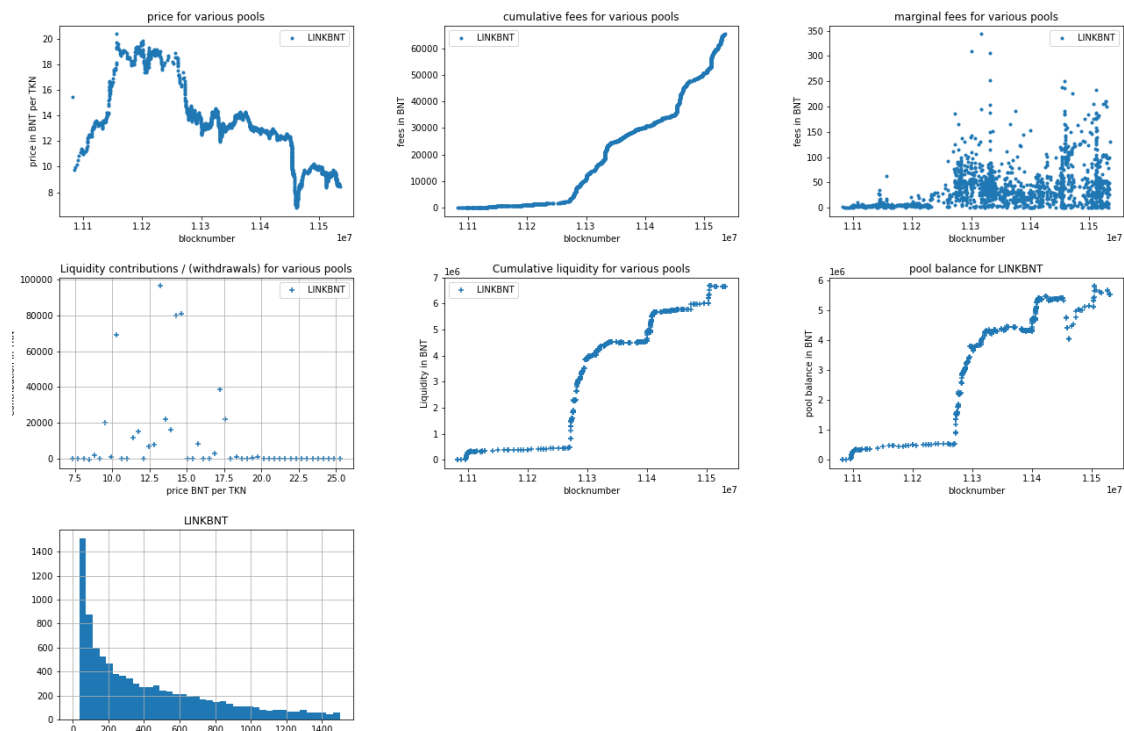 price for various pools
LINKBNT
20
18
16
14
12
10
8
price in BNT per TKN
1.11 1.12 1.13 1.14 1.15
blocknumber
1e7
cumulative fees for various pools
LINKBNT
60000
50000
40000
30000
20000
10000
0
fees in BNT
1.11 1.12 1.13 1.14 1.15
blocknumber
1e7
marginal fees for various pools
LINKBNT
350
300
250
200
150
100
50
0
fees in BNT
1.11 1.12 1.13 1.14 1.15
blocknumber
1e7
Liquidity contributions / (withdrawals) for various pools
LINKBNT
100000
80000
60000
40000
20000
0
7.5 10.0 12.5 15.0 17.5 20.0 22.5 25.0
price BNT per TKN
Cumulative liquidity for various pools
1e6
LINKBNT
7
6
5
4
3
2
1
0
Liquidity in BNT
1.11 1.12 1.13 1.14 1.15
blocknumber
1e7
pool balance for LINKBNT
1e6
6
5
4
3
2
1
0
pool balance in BNT
1.11 1.12 1.13 1.14 1.15
blocknumber
1e7
LINKBNT
1400
1200
1000
800
600
400
200
0
0 200 400 600 800 1000 1200 1400